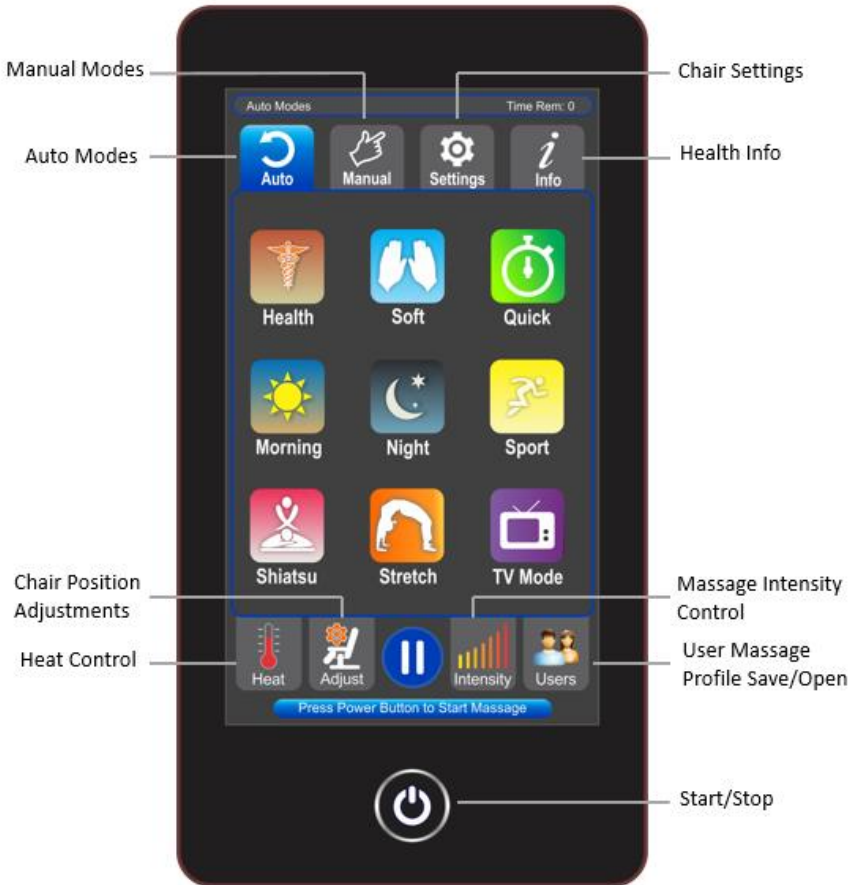 Manual Modes
Chair Settings
Auto Modes
Time Rem: 0
Auto Modes
Health Info
Auto
Manual
Settings
i
Info
Health
Soft
Quick
Morning
Night
Sport
Shiatsu
Stretch
TV Mode
Chair Position
Adjustments
Massage Intensity
Control
Heat Control
User Massage
Profile Save/Open
Heat
Adjust
Intensity
Users
Press Power Button to Start Massage
Start/Stop